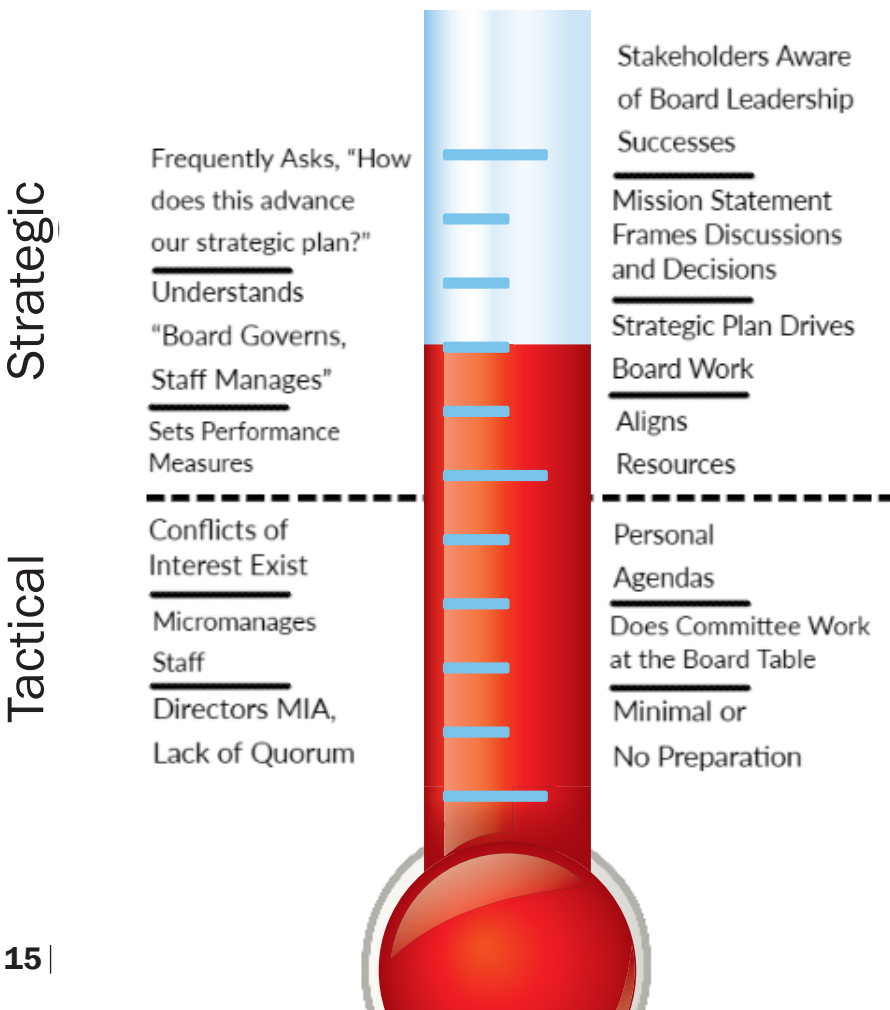 Strategic
Frequently Asks, “How
does this advance
our strategic plan?”
Understands
“Board Governs,
Staff Manages”
Sets Performance
Measures
Stakeholders Aware
of Board Leadership
Successes
Mission Statement
Frames Discussions
and Decisions
Strategic Plan Drives
Board Work
Aligns
Resources
Tactical
Conflicts of
Interest Exist
Micromanages
Staff
Directors MIA,
Lack of Quorum
Personal
Agendas
Does Committee Work
at the Board Table
Minimal or
No Preparation
15 |